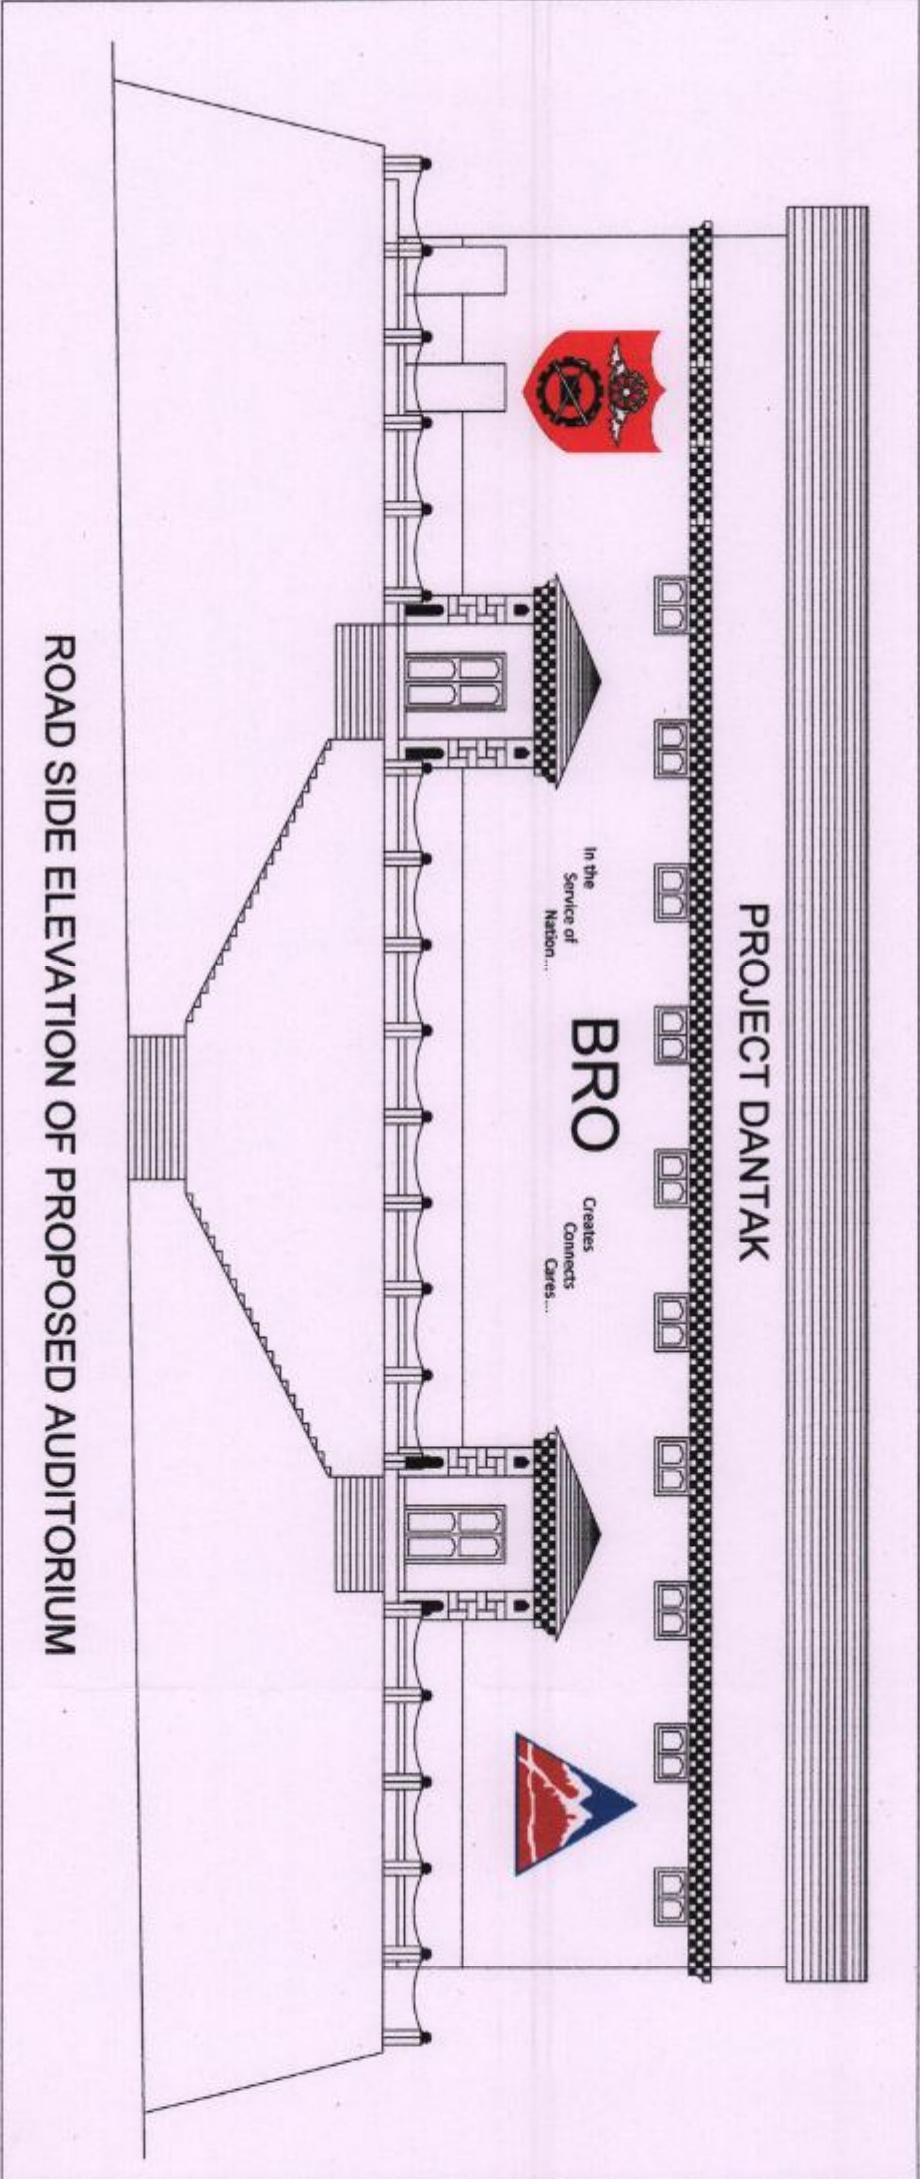 PROJECT DANTAK
In the
Service of
Nation...
BRO
Creates
Connects
Cares...
ROAD SIDE ELEVATION OF PROPOSED AUDITORIUM